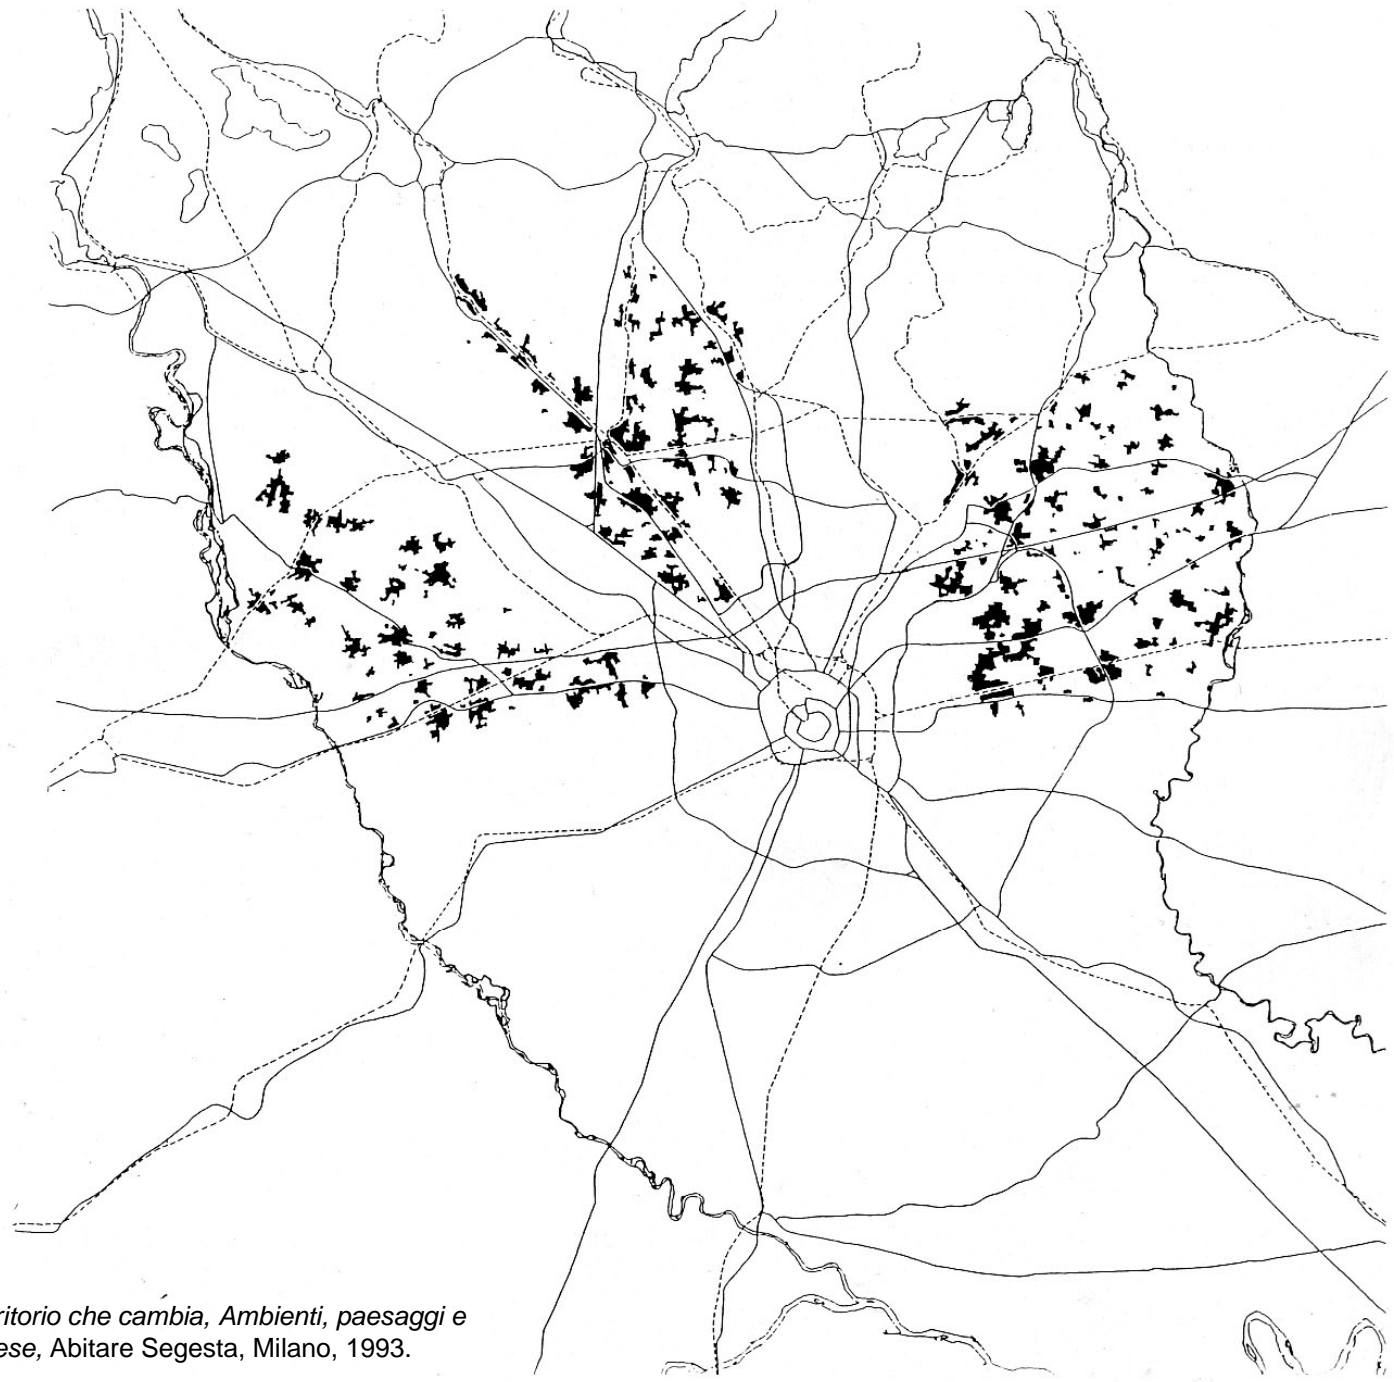 ritorio che cambia, Ambienti, paesaggi e
ese, Abitare Segesta, Milano, 1993.